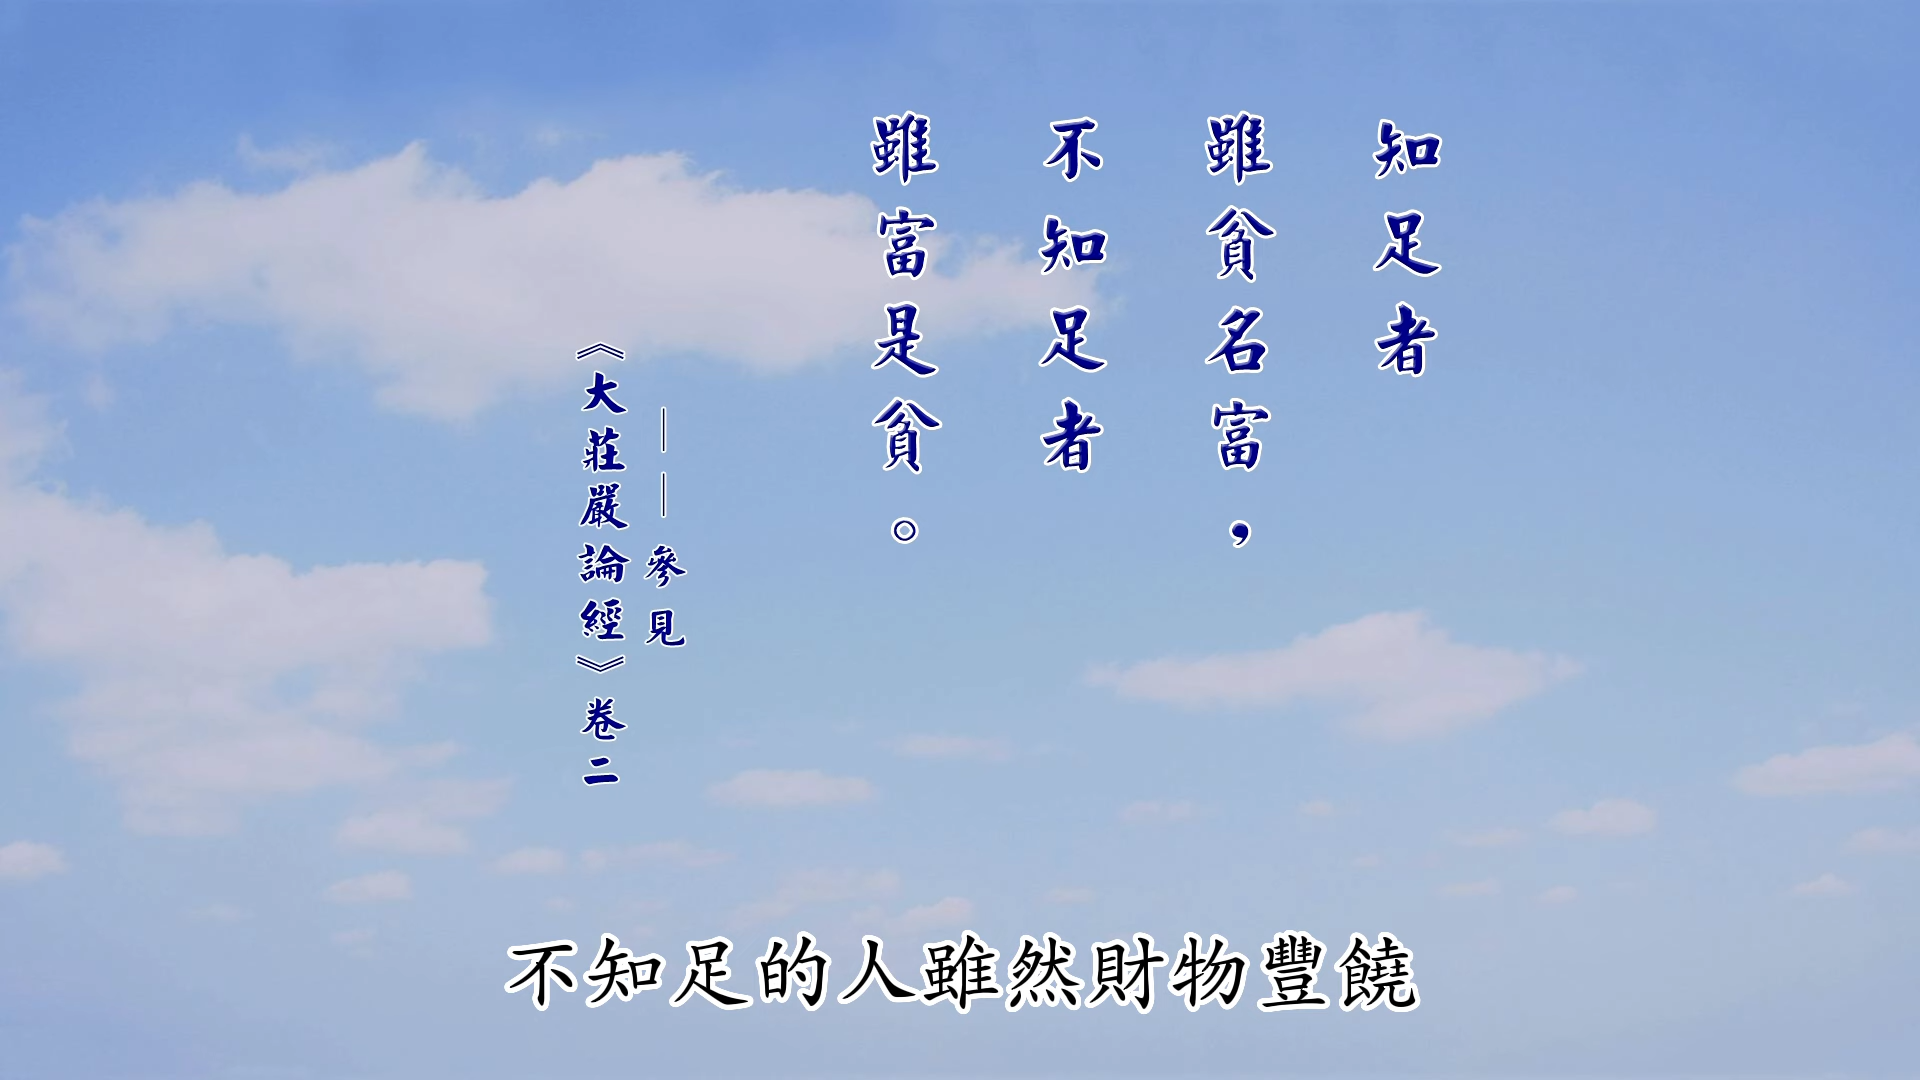 知足者
雖貧名富，
不知足者
雖富是貧。
——參見
《大莊嚴論經》卷二
不知足的人雖然財物豐饒